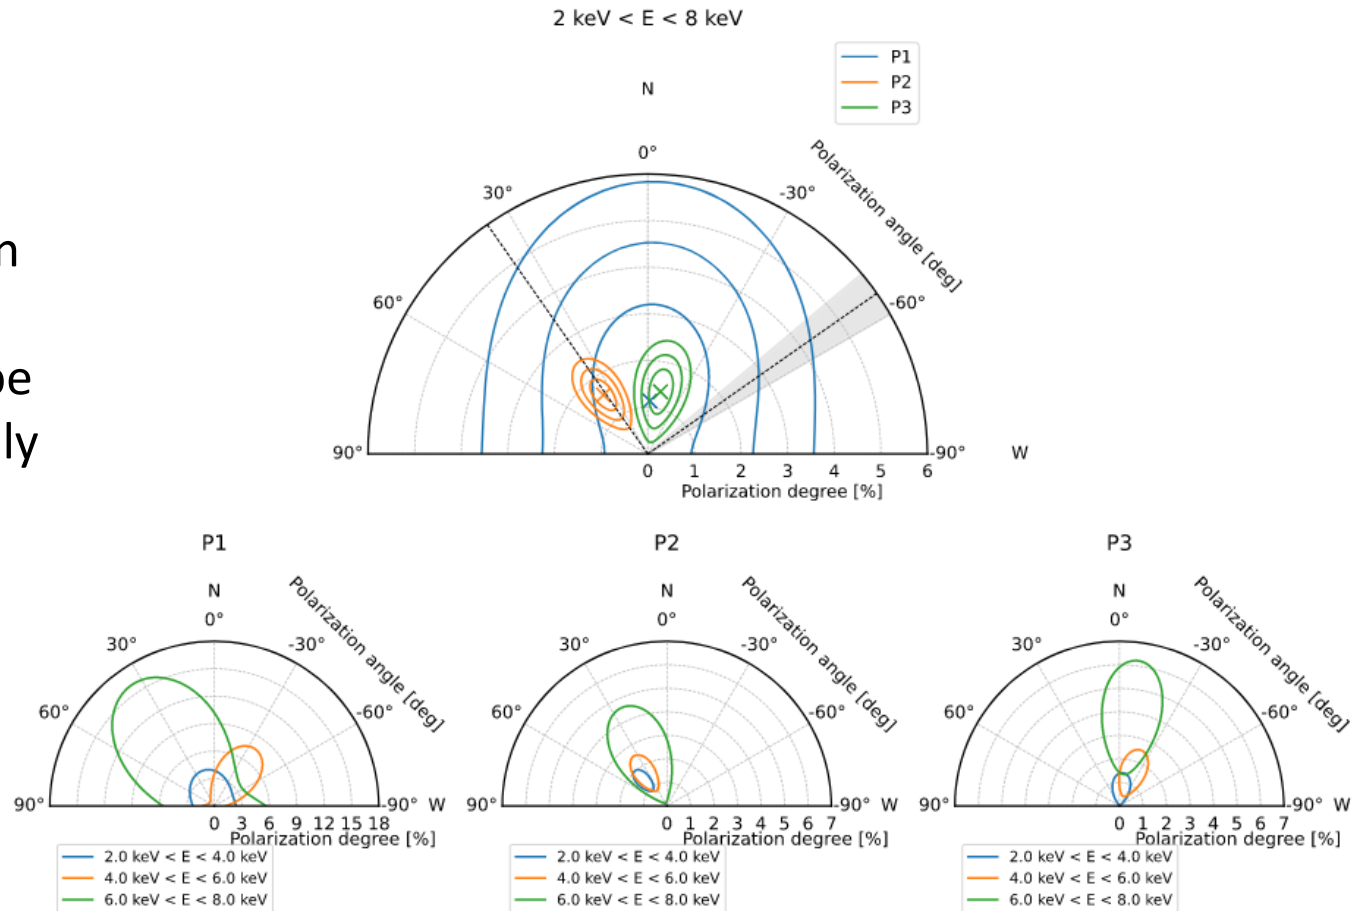 2 keV < E < 8 keV
P1
P2
P3
N
0°
30°
-30°
60°
-60°
90°
-90°
W
Polarization angle [deg]
0 1 2 3 4 5 6
Polarization degree [%]
n
be
ly
P1
N
0°
30°
-30°
60°
-60°
90°
-90° W
Polarization angle [deg]
0 3 6 9 12 15 18
Polarization degree [%]
2.0 keV < E < 4.0 keV
4.0 keV < E < 6.0 keV
6.0 keV < E < 8.0 keV
P2
N
0°
30°
-30°
60°
-60°
90°
-90° W
Polarization angle [deg]
0 1 2 3 4 5 6 7
Polarization degree [%]
2.0 keV < E < 4.0 keV
4.0 keV < E < 6.0 keV
6.0 keV < E < 8.0 keV
P3
N
0°
30°
-30°
60°
-60°
90°
-90° W
Polarization angle [deg]
0 1 2 3 4 5 6 7
Polarization degree [%]
2.0 keV < E < 4.0 keV
4.0 keV < E < 6.0 keV
6.0 keV < E < 8.0 keV